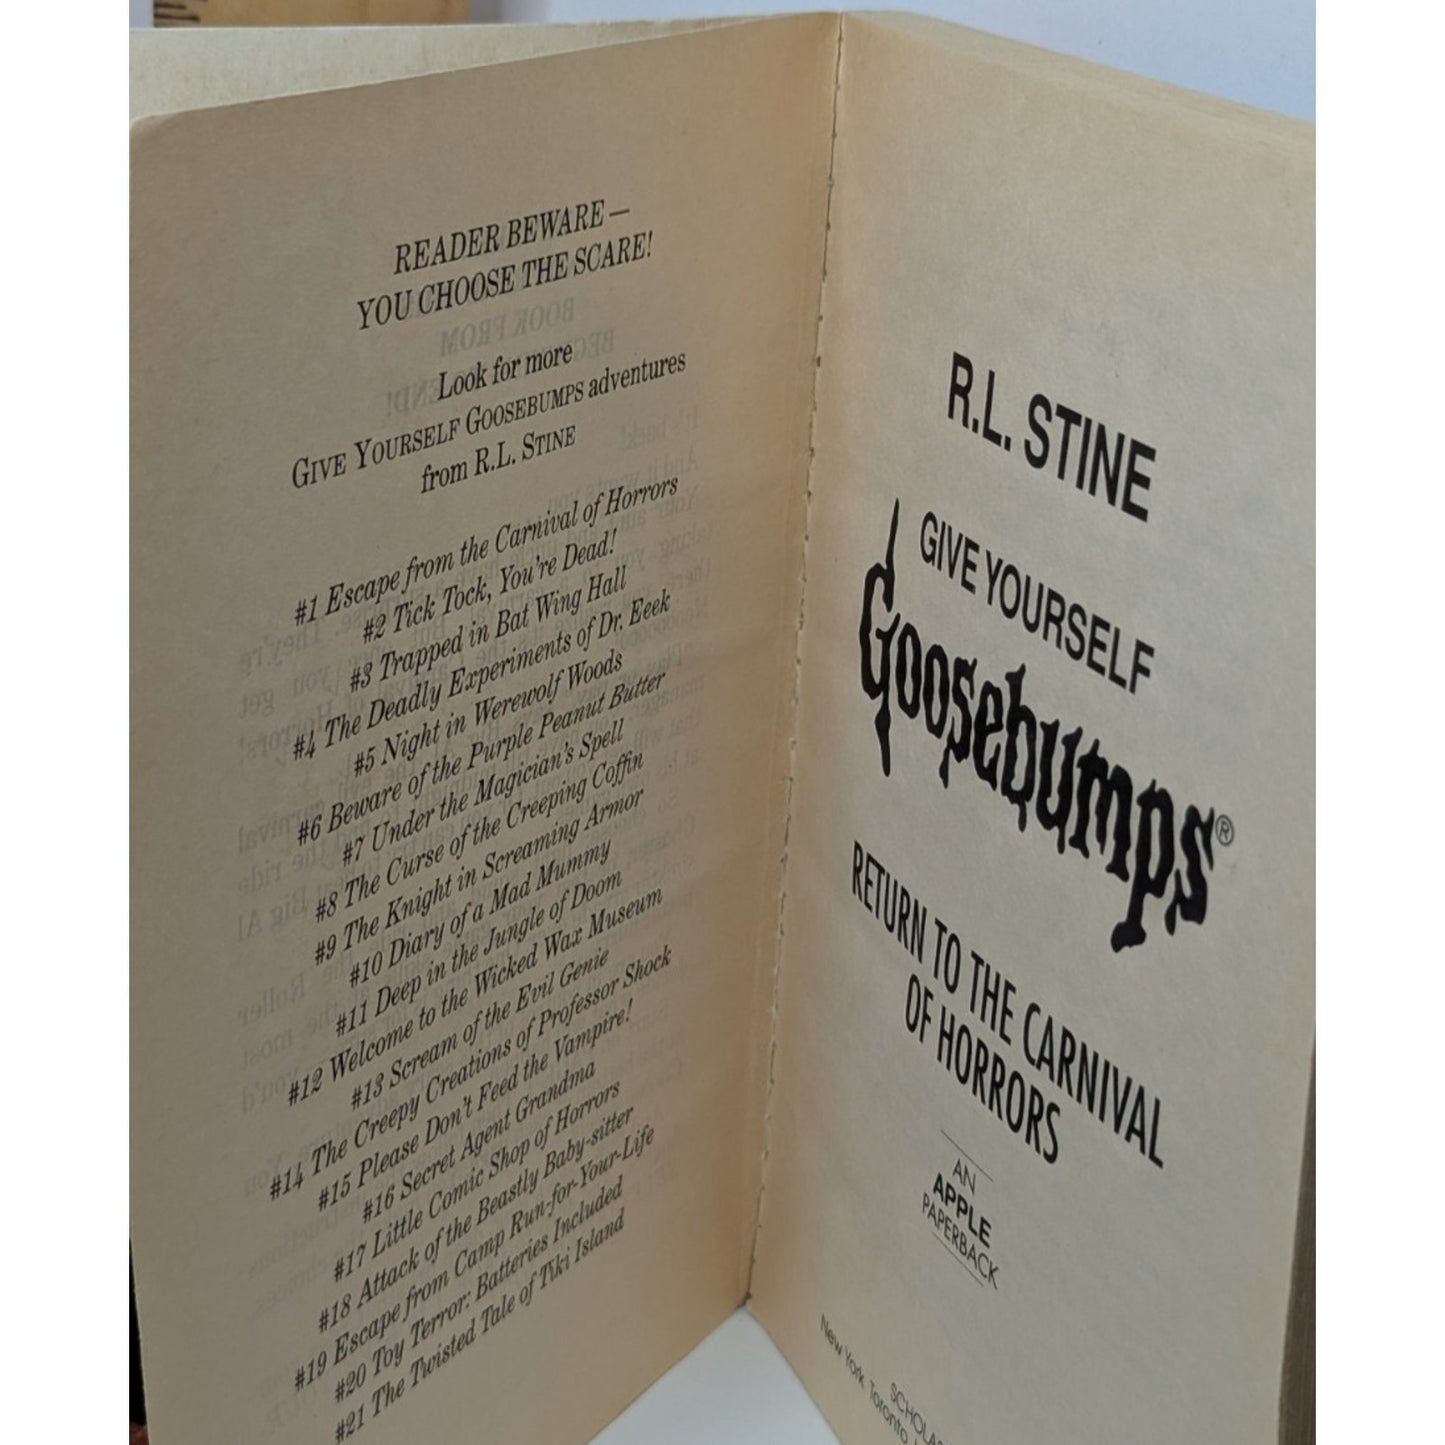 READER BEWARE —
YOU CHOOSE THE SCARE!
Look for more
GIVE YOURSELF GOOSEBUMPS adventures
from R.L. STINE
#1 Escape from the Carnival of Horrors
#2 Tick Tock, You're Dead!
#3 Trapped in Bat Wing Hall
#4 The Deadly Experiments of Dr. Eeek
#5 Night in Werewolf Woods
#6 Beware of the Purple Peanut Butter
#7 Under the Magician's Spell
#8 The Curse of the Creeping Coffin
#9 The Knight in Screaming Armor
#10 Diary of a Mad Mummy
#11 Deep in the Jungle of Doom
#12 Welcome to the Wicked Wax Museum
#13 Scream of the Evil Genie
#14 The Creepy Creations of Professor Shock
#15 Please Don't Feed the Vampire!
#16 Secret Agent Grandma
#17 Little Comic Shop of Horrors
#18 Attack of the Beastly Baby-sitter
#19 Escape from Camp Run-for-Your-Life
#20 Toy Terror: Batteries Included
#21 The Twisted Tale of Tiki Island
R.L. STINE
GIVE YOURSELF
Goosebumps®
RETURN TO THE CARNIVAL
OF HORRORS
AN
APPLE
PAPERBACK
New York Toronto